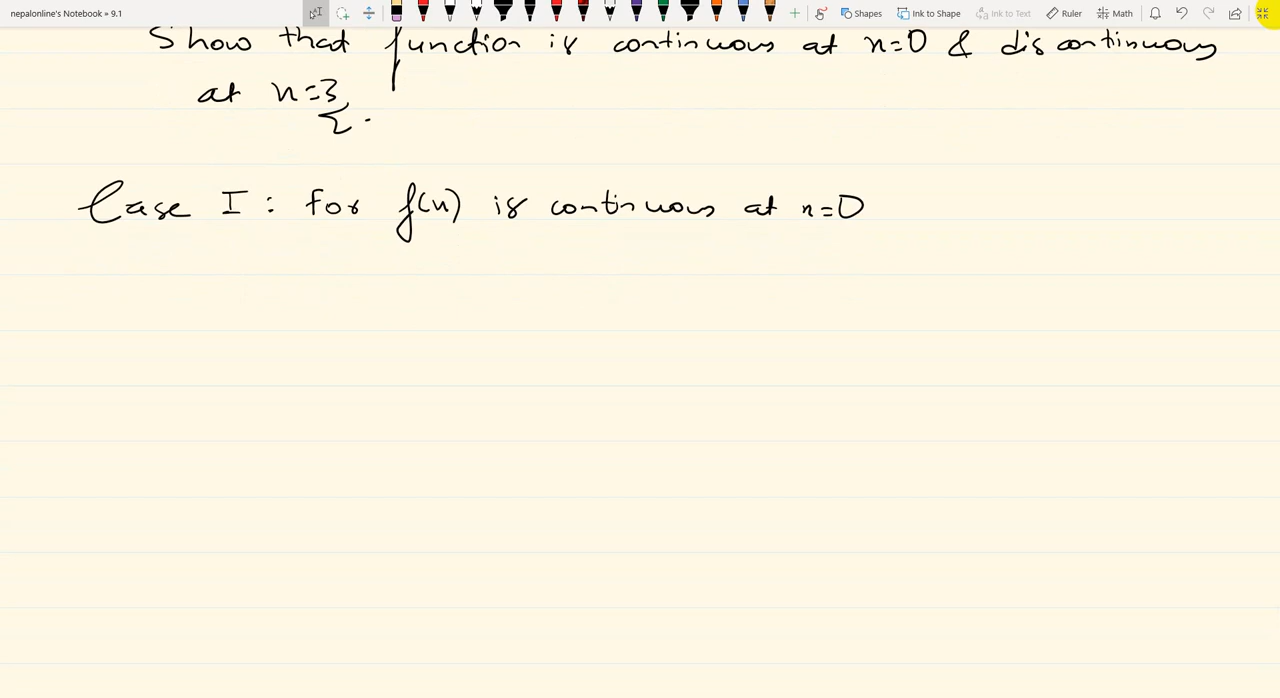 nepalonline's Notebook » 9.1
Shapes Ink to Shape Ink to Text Ruler Math
Show that function is continuous at x=0 & discontinuous
at x=3/2.
Case I: for f(x) is continuous at x=0